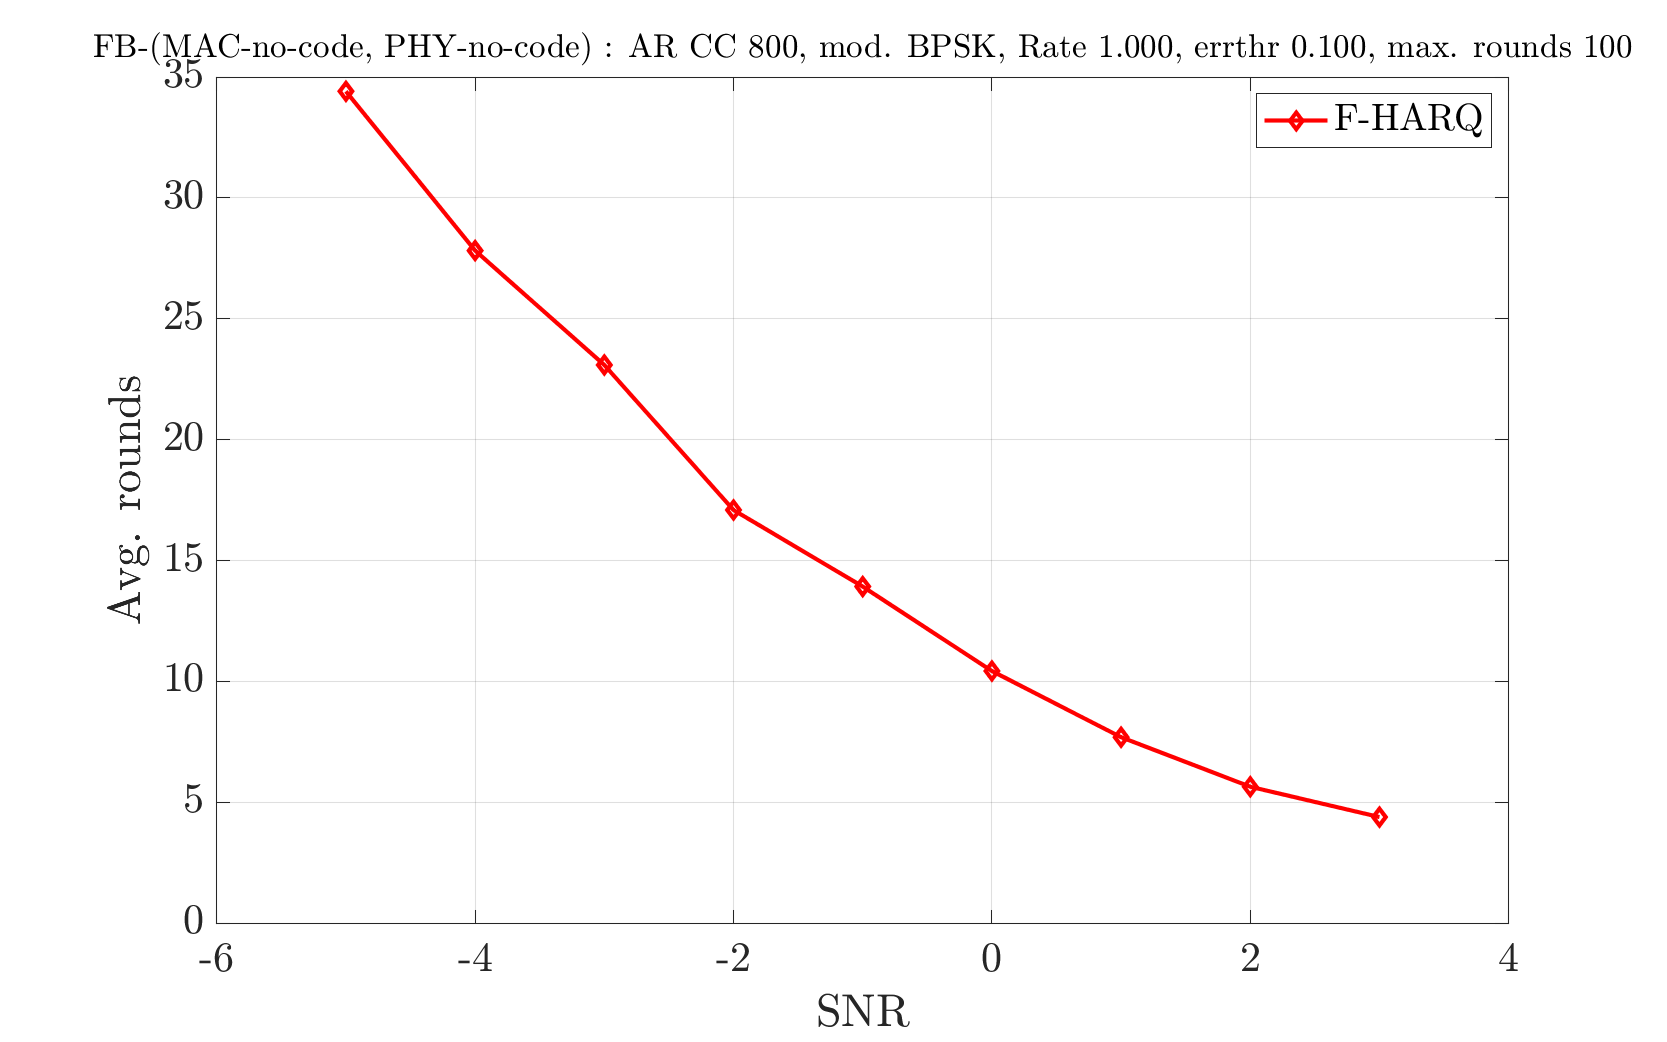 FB-(MAC-no-code, PHY-no-code) : AR CC 800, mod. BPSK, Rate 1.000, errthr 0.100, max. rounds 100
F-HARQ
35
30
25
20
15
10
5
0
Avg. rounds
-6 -4 -2 0 2 4
SNR